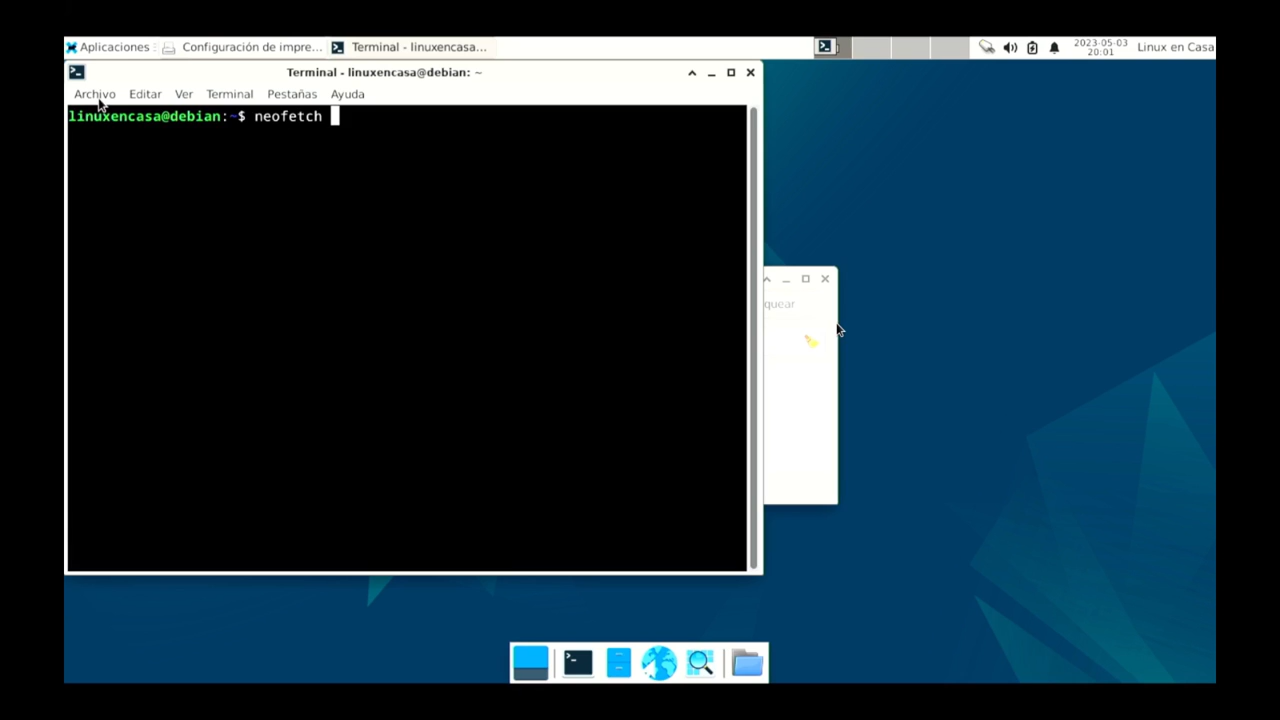 Aplicaciones
Configuración de impre...
Terminal - linuxencasa...
2023-05-03
20:01
Linux en Casa
Terminal - linuxencasa@debian: ~
Archivo Editar Ver Terminal Pestañas Ayuda
linuxencasa@debian:~$ neofetch
quear